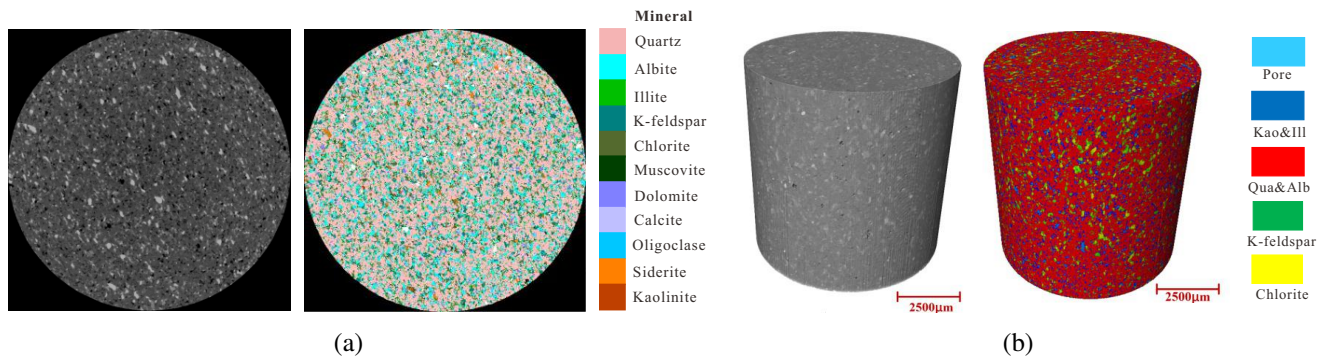 Mineral
Quartz
Albite
Illite
K-feldspar
Chlorite
Muscovite
Dolomite
Calcite
Oligoclase
Siderite
Kaolinite
(a)
2500μm
2500μm
Pore
Kao&Ill
Qua&Alb
K-feldspar
Chlorite
(b)